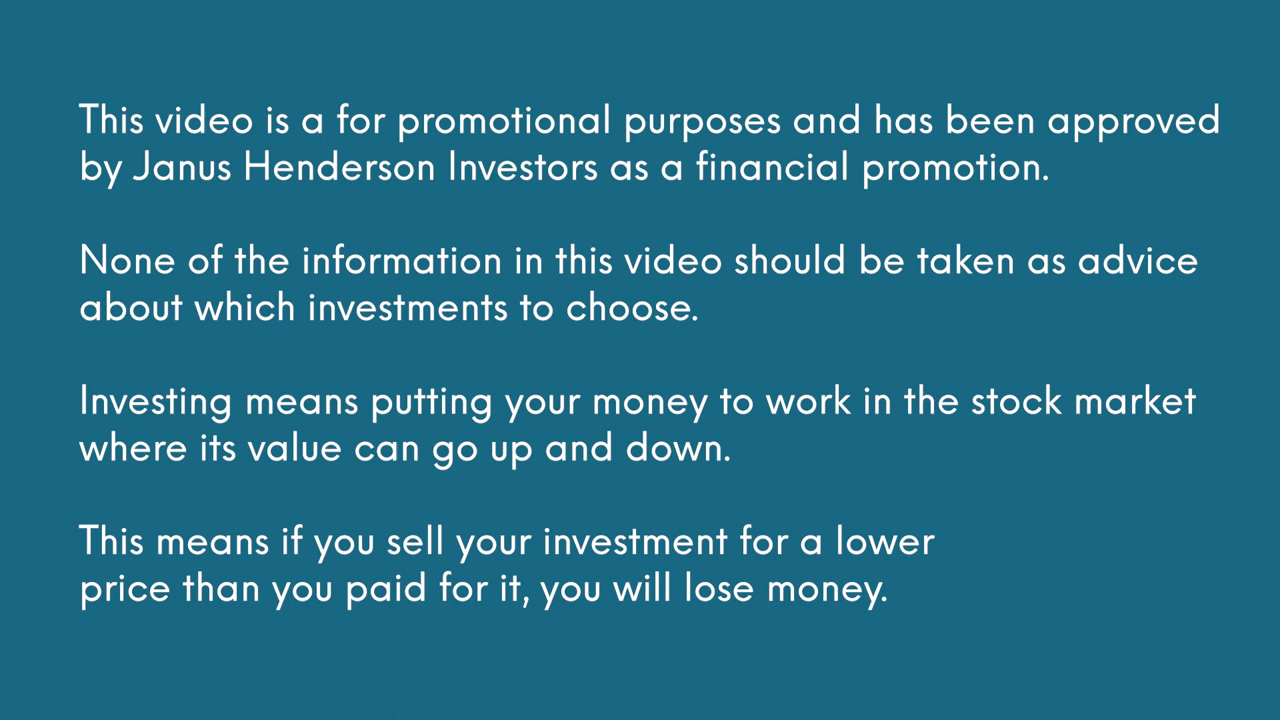 This video is a for promotional purposes and has been approved
by Janus Henderson Investors as a financial promotion.
None of the information in this video should be taken as advice
about which investments to choose.
Investing means putting your money to work in the stock market
where its value can go up and down.
This means if you sell your investment for a lower
price than you paid for it, you will lose money.